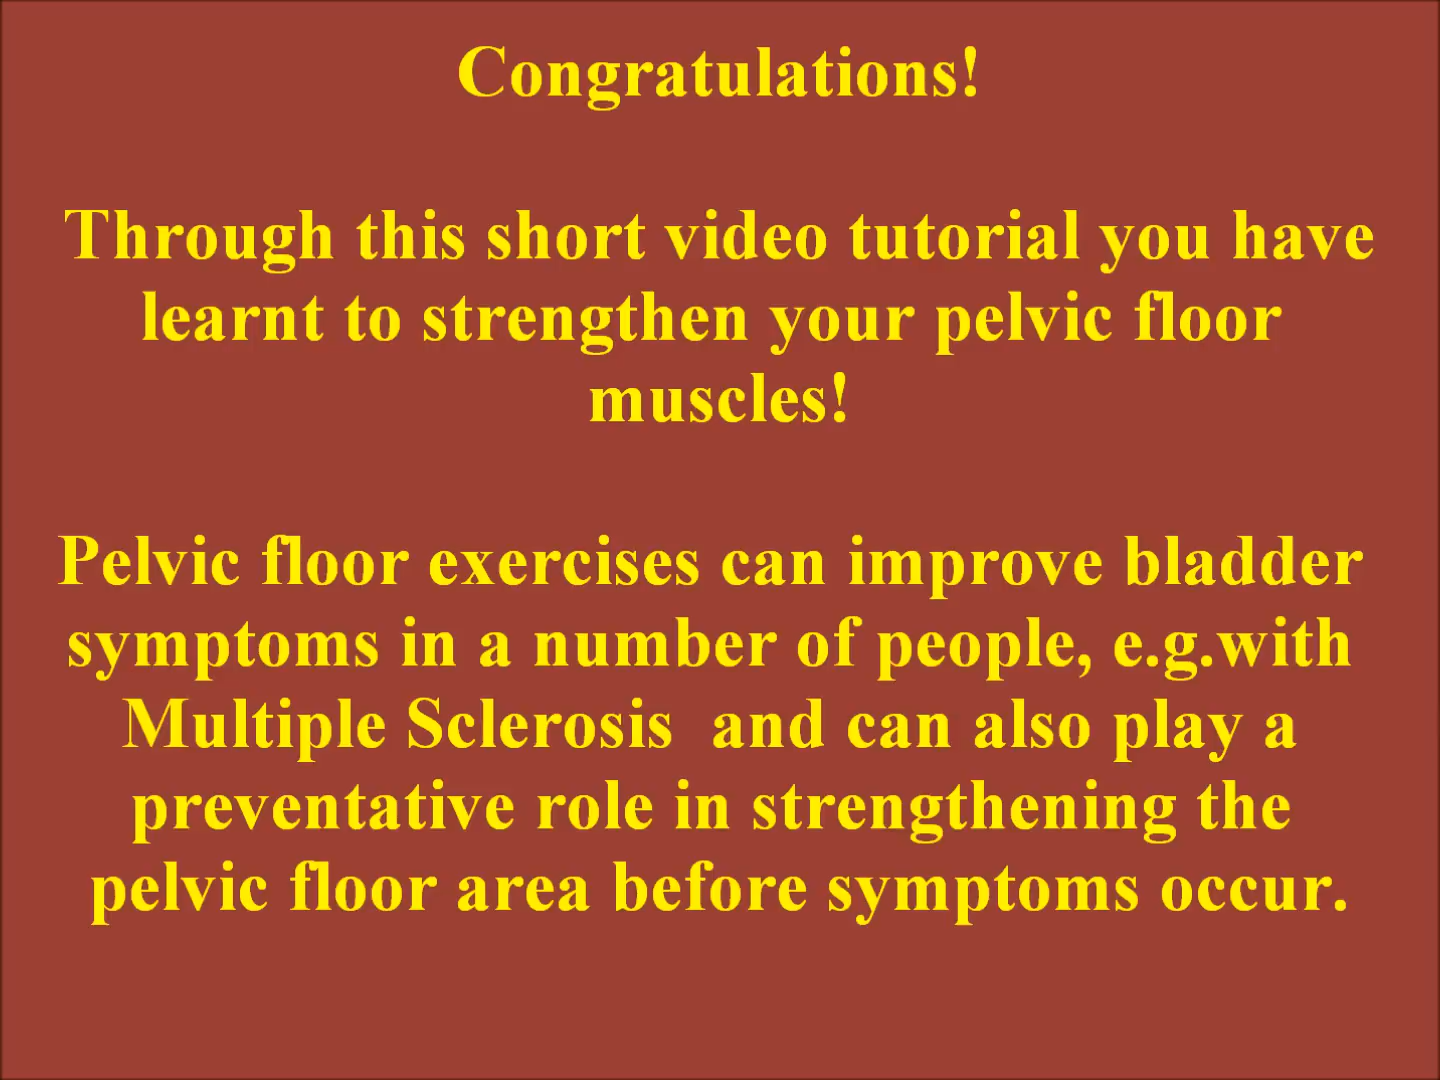 Congratulations!
Through this short video tutorial you have
learnt to strengthen your pelvic floor
muscles!
Pelvic floor exercises can improve bladder
symptoms in a number of people, e.g.with
Multiple Sclerosis  and can also play a
preventative role in strengthening the
pelvic floor area before symptoms occur.